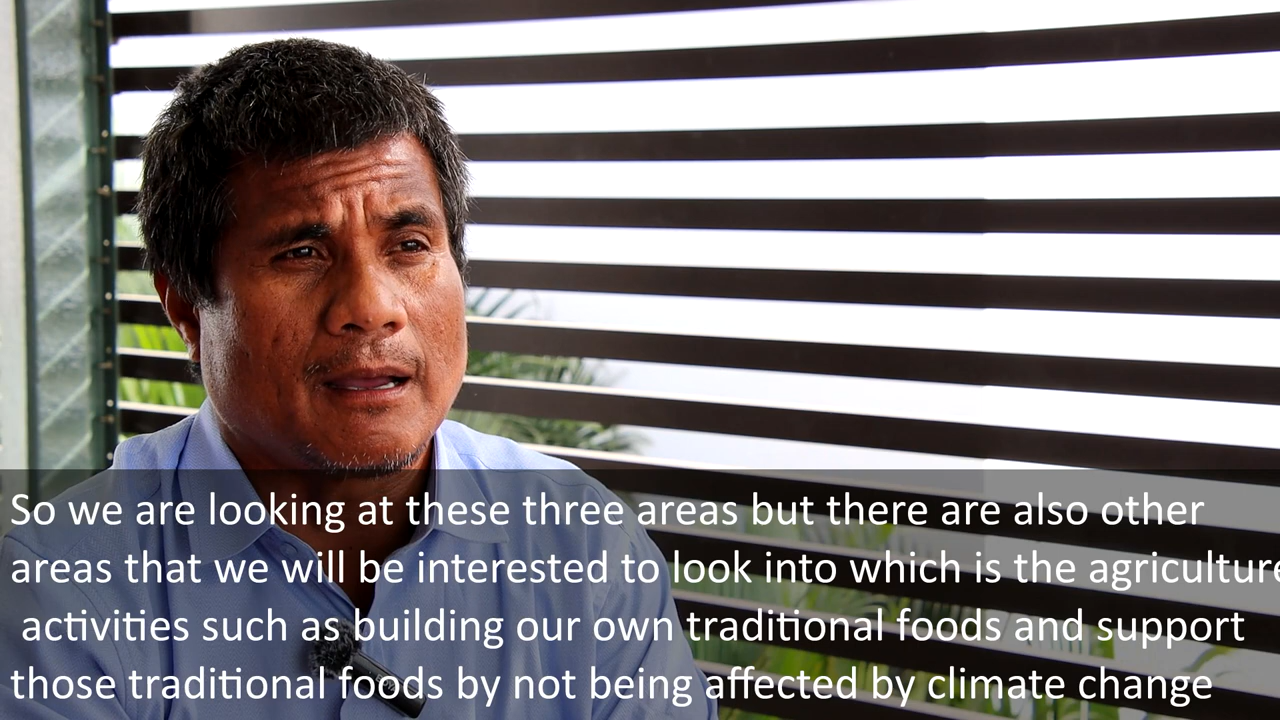 So we are looking at these three areas but there are also other
areas that we will be interested to look into which is the agriculture
activities such as building our own traditional foods and support
those traditional foods by not being affected by climate change